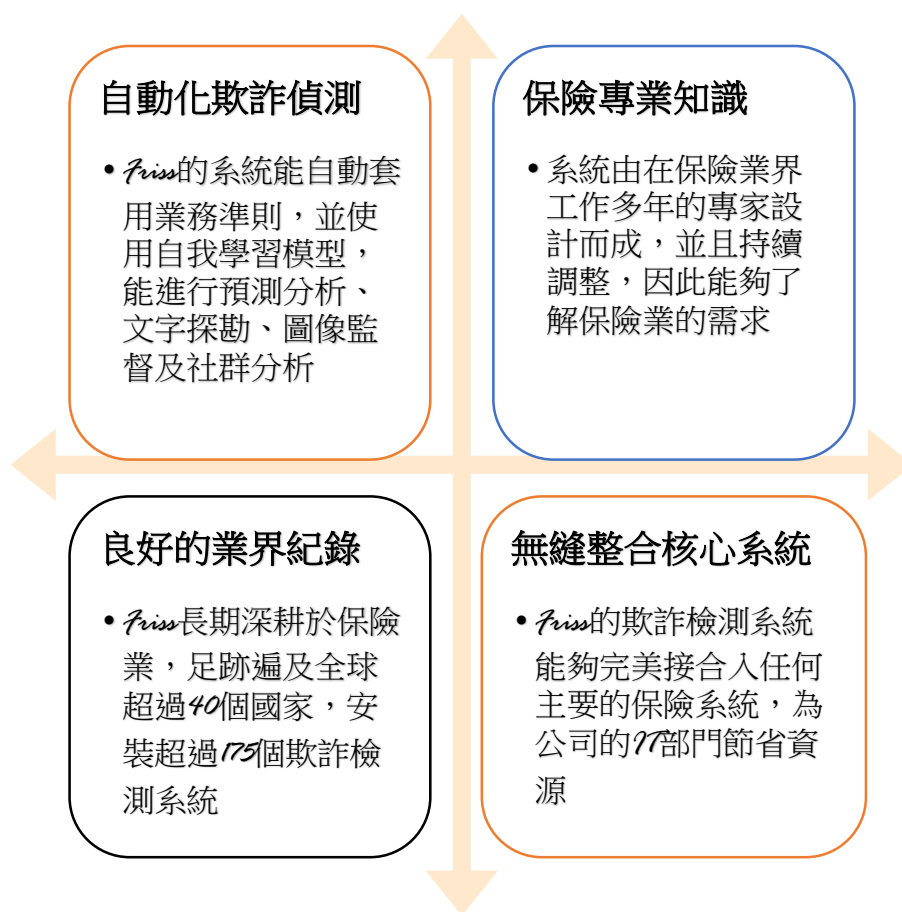 自動化欺詐偵測
•Friss的系統能自動套
用業務準則，並使
用自我學習模型，
能進行預測分析、
文字探勘、圖像監
督及社群分析
保險專業知識
•系統由在保險業界
工作多年的專家設
計而成，並且持續
調整，因此能夠了
解保險業的需求
良好的業界紀錄
•Friss長期深耕於保險
業，足跡遍及全球
超過40個國家，安
裝超過175個欺詐檢
測系統
無縫整合核心系統
•Friss的欺詐檢測系統
能夠完美接合入任何
主要的保險系統，為
公司的IT部門節省資
源